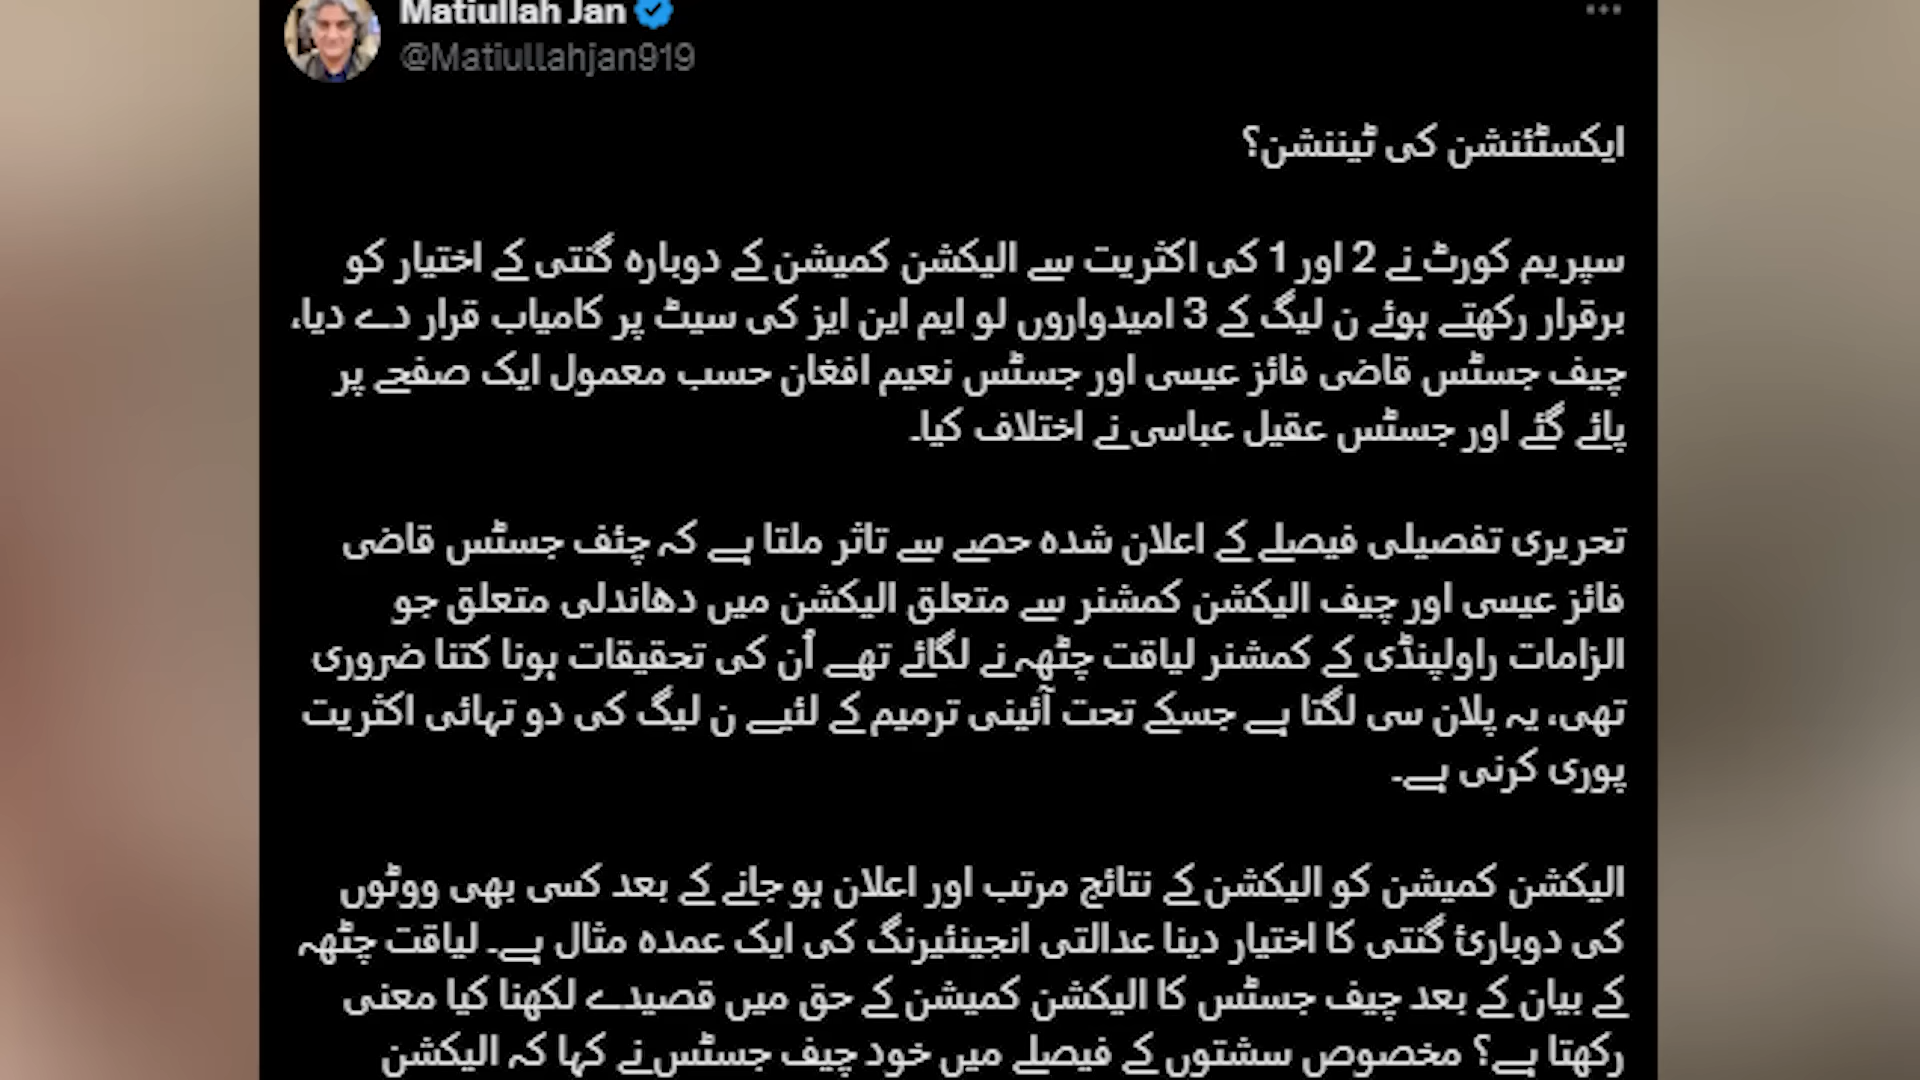 Matiullah Jan
@Matiullahjan919
ایکسٹئنشن کی ٹیننشن؟
سپریم کورٹ نے 2 اور 1 کی اکثریت سے الیکشن کمیشن کے دوبارہ گنتی کے اختیار کو
برقرار رکھتے ہوئے ن لیگ کے 3 امیدواروں لو ایم این ایز کی سیٹ پر کامیاب قرار دے دیا،
چیف جسٹس قاضی فائز عیسی اور جسٹس نعیم افغان حسب معمول ایک صفحے پر
پائے گئے اور جسٹس عقیل عباسی نے اختلاف کیا۔
تحریری تفصیلی فیصلے کے اعلان شدہ حصے سے تاثر ملتا ہے کہ چئف جسٹس قاضی
فائز عیسی اور چیف الیکشن کمشنر سے متعلق الیکشن میں دھاندلی متعلق جو
الزامات راولپنڈی کے کمشنر لیاقت چٹھہ نے لگائے تھے اُن کی تحقیقات ہونا کتنا ضروری
تھی، یہ پلان سی لگتا ہے جسکے تحت آئینی ترمیم کے لئیے ن لیگ کی دو تہائی اکثریت
پوری کرنی ہے۔
الیکشن کمیشن کو الیکشن کے نتائج مرتب اور اعلان ہو جانے کے بعد کسی بھی ووٹوں
کی دوبارئ گنتی کا اختیار دینا عدالتی انجینئیرنگ کی ایک عمدہ مثال ہے۔ لیاقت چٹھہ
کے بیان کے بعد چیف جسٹس کا الیکشن کمیشن کے حق میں قصیدے لکھنا کیا معنی
رکھتا ہے؟ مخصوص سشتوں کے فیصلے میں خود چیف جسٹس نے کہا کہ الیکشن